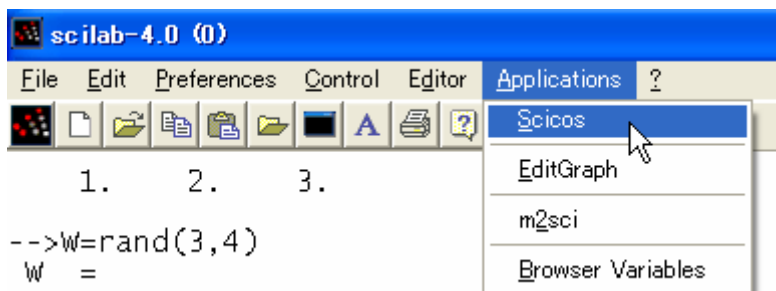 scilab-4.0 (0)
File Edit Preferences Control Editor Applications ?
Scicos
1. 2. 3.
EditGraph
-->W=rand(3,4)
m2sci
W =
Browser Variables